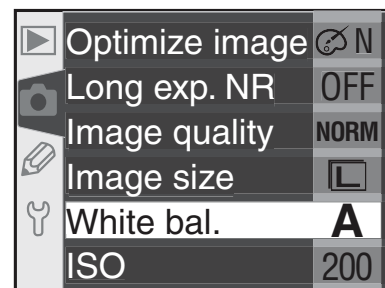 Optimize image N
Long exp. NR OFF
Image quality NORM
Image size L
White bal. A
ISO 200